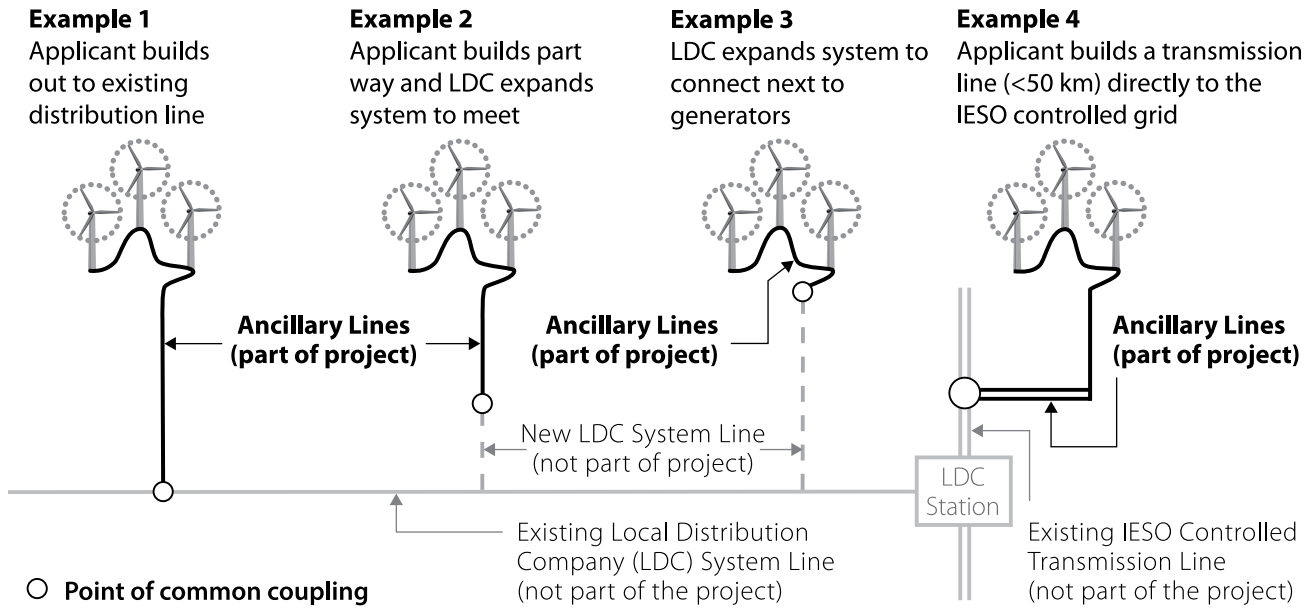 Example 1
Applicant builds
out to existing
distribution line
Example 2
Applicant builds part
way and LDC expands
system to meet
Example 3
LDC expands system to
connect next to
generators
Example 4
Applicant builds a transmission
line (<50 km) directly to the
IESO controlled grid
Ancillary Lines
(part of project)
Ancillary Lines
(part of project)
Ancillary Lines
(part of project)
New LDC System Line
(not part of project)
LDC
Station
Existing Local Distribution
Company (LDC) System Line
(not part of the project)
Existing IESO Controlled
Transmission Line
(not part of the project)
Point of common coupling